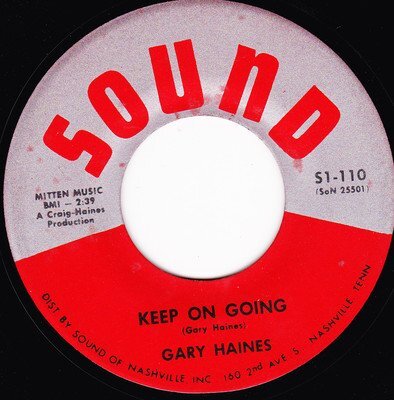 SOUND
MITTEN MUSIC
BMI - 2:39
A Craig-Haines
Production
S1-110
(SoN 25501)
KEEP ON GOING
(Gary Haines)
GARY HAINES
DIST BY SOUND OF NASHVILLE INC. 160 2nd AVE S. NASHVILLE TENN